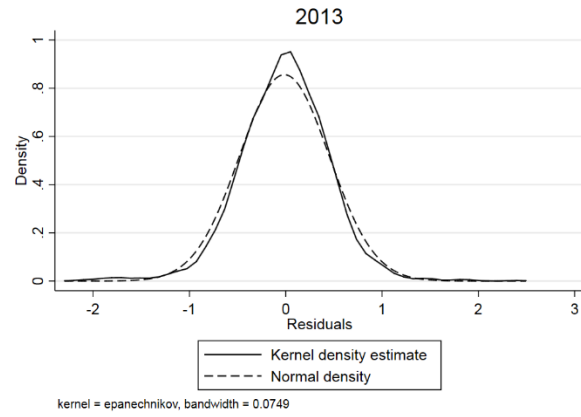 2013
1
.8
.6
.4
.2
0
Density
-2 -1 0 1 2 3
Residuals
Kernel density estimate
Normal density
kernel = epanechnikov, bandwidth = 0.0749